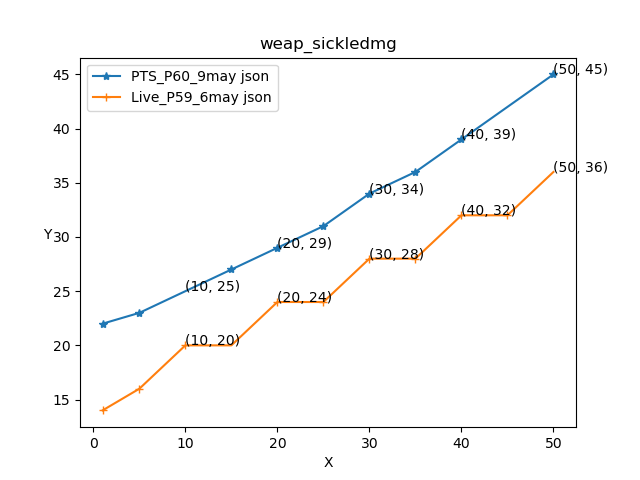 weap_sickledmg
PTS_P60_9may json
Live_P59_6may json
(50, 45)
(40, 39)
(50, 36)
(30, 34)
(40, 32)
(20, 29)
(30, 28)
(10, 25)
(20, 24)
(10, 20)
45
40
35
30
25
20
15
Y
0 10 20 30 40 50
X